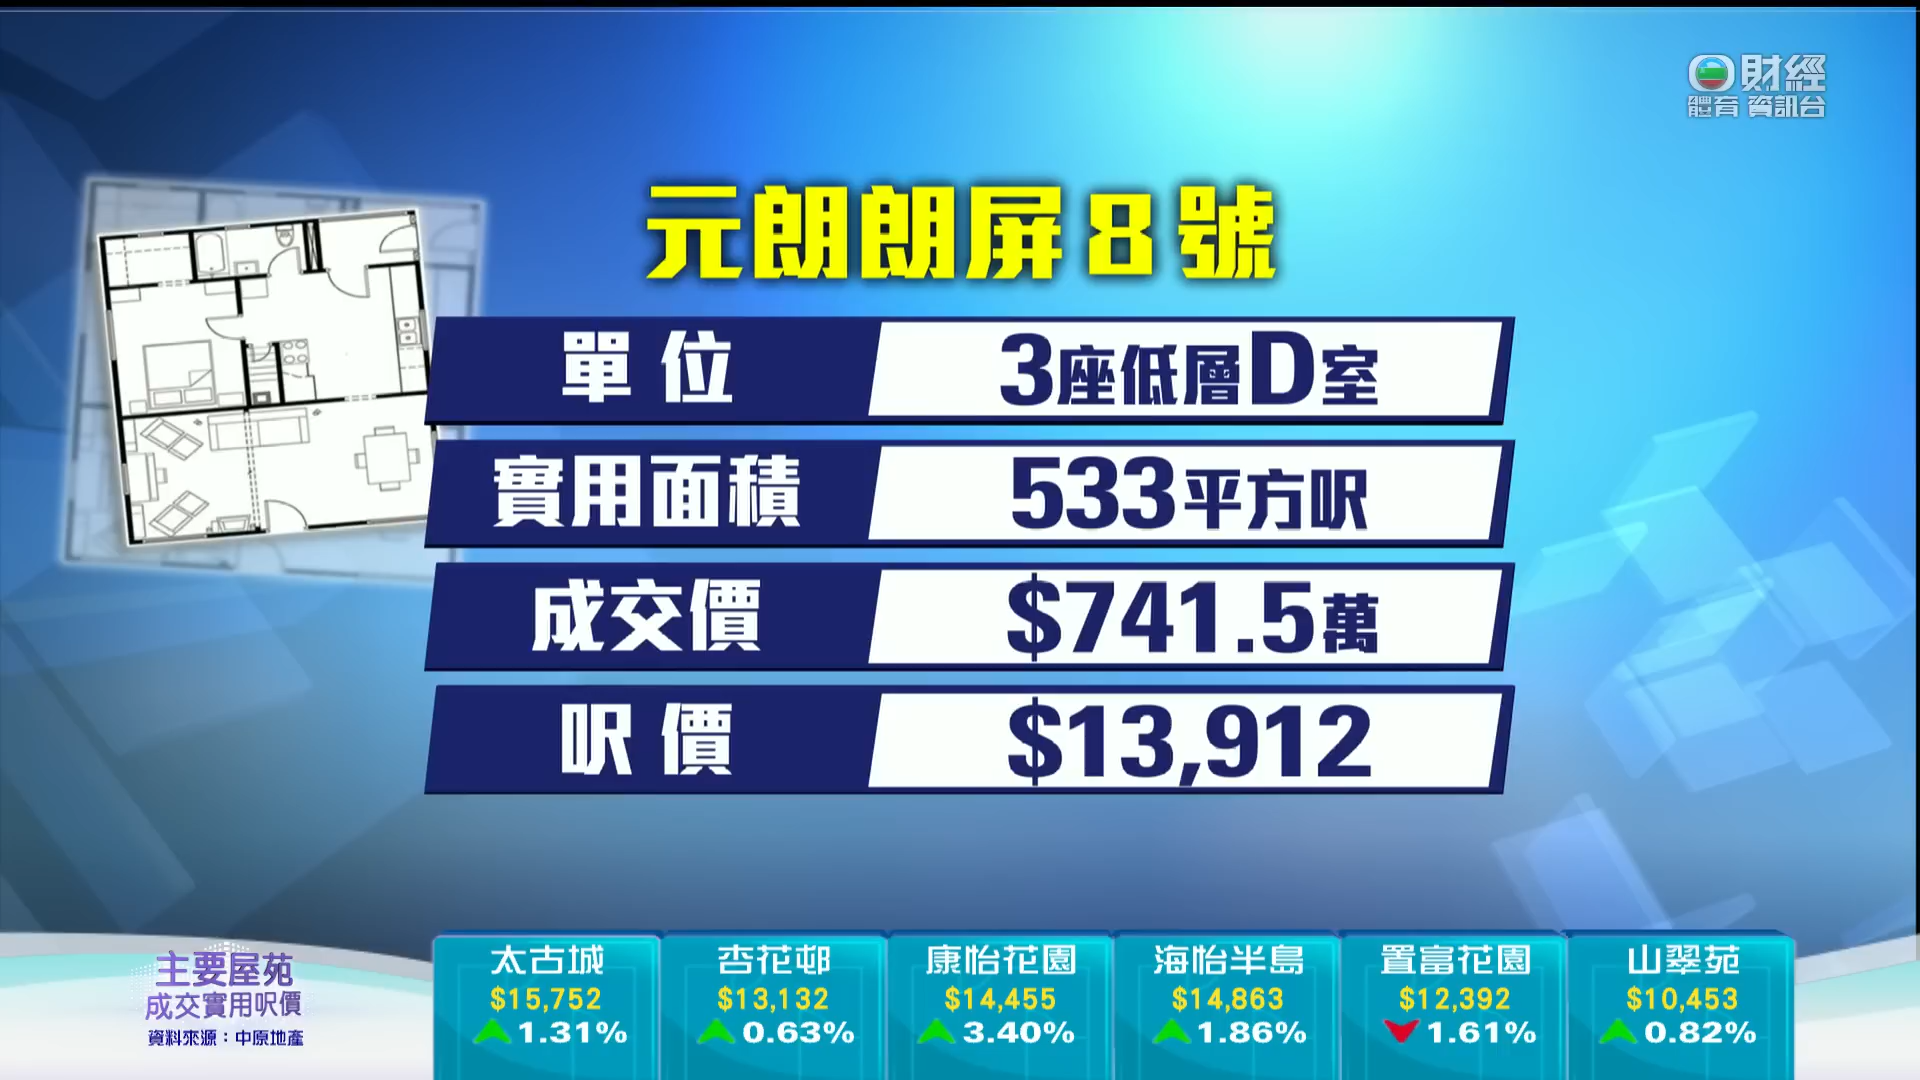 財經
體育 資訊台
元朗朗屏8號
單位 3座低層D室
實用面積 533平方呎
成交價 $741.5萬
呎價 $13,912
主要屋苑
成交實用呎價
資料來源：中原地產
太古城
$15,752
1.31%
杏花邨
$13,132
0.63%
康怡花園
$14,455
3.40%
海怡半島
$14,863
1.86%
置富花園
$12,392
1.61%
山翠苑
$10,453
0.82%